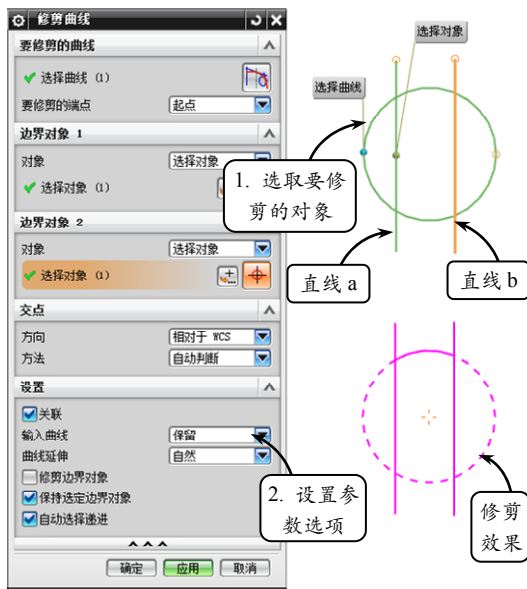 修剪曲线
要修剪的曲线
选择曲线 (1)
要修剪的端点 起点
边界对象 1
对象 选择对象
选择对象 (1)
边界对象 2
对象 选择对象
选择对象 (1)
交点
方向 相对于 WCS
方法 自动判断
设置
关联
输入曲线 保留
曲线延伸 自然
修剪边界对象
保持选定边界对象
自动选择递进
确定 应用 取消
选择对象
选择曲线
1. 选取要修
剪的对象
直线 a
直线 b
2. 设置参
数选项
修剪
效果